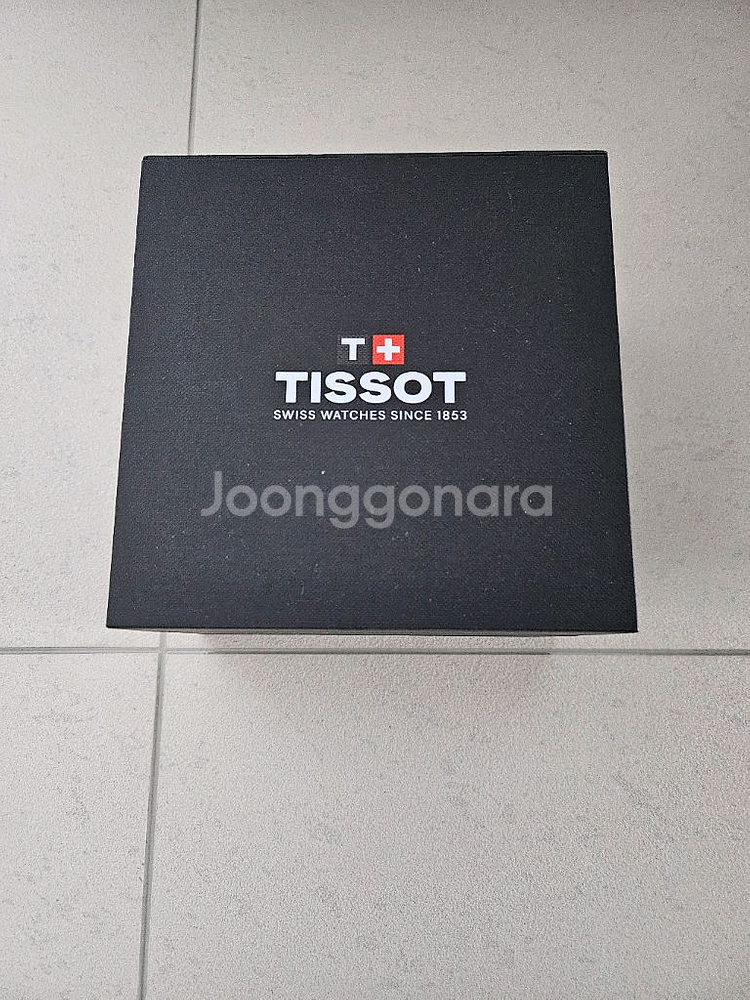 T+
TISSOT
SWISS WATCHES SINCE 1853
Joonggonara